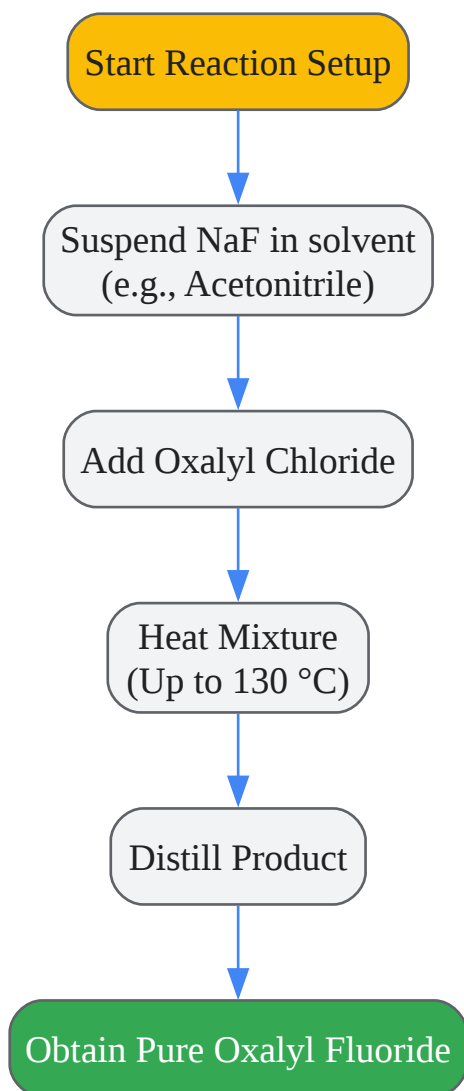 Start Reaction Setup
Suspend NaF in solvent
(e.g., Acetonitrile)
Add Oxalyl Chloride
Heat Mixture
(Up to 130 °C)
Distill Product
Obtain Pure Oxalyl Fluoride